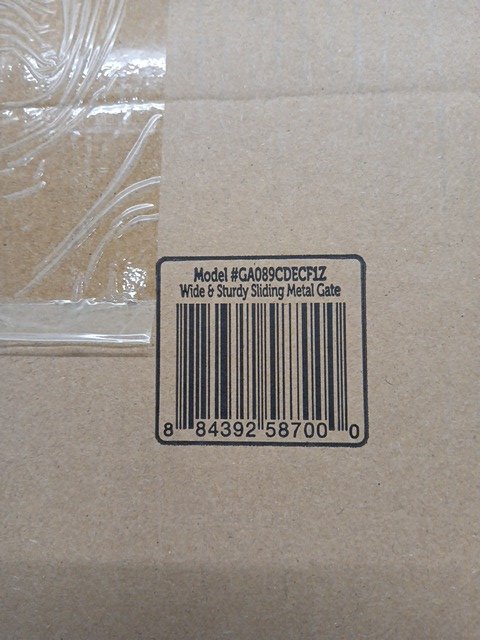 Model #GA089CDECF1Z
Wide & Sturdy Sliding Metal Gate
8 84392 58700 0